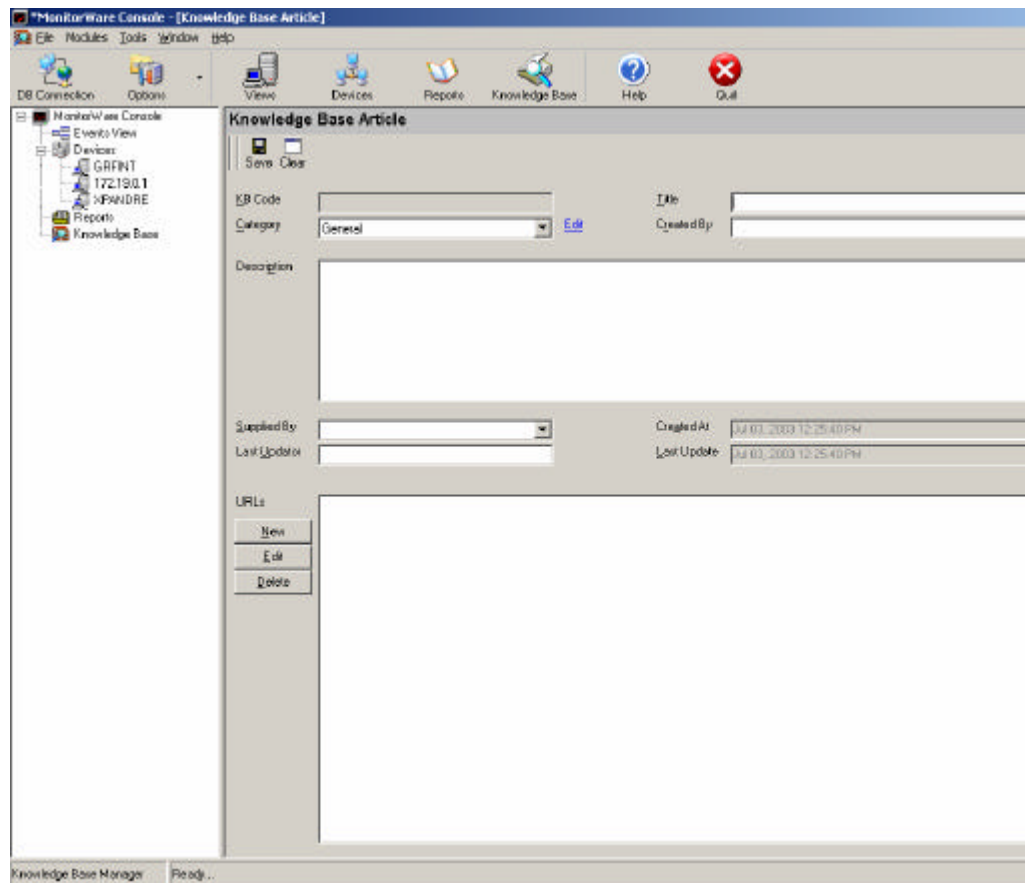 *MonitorWare Console - [Knowledge Base Article]
File Modules Tools Window Help
DB Connection Options Views Devices Reports Knowledge Base Help Quit
MonitorWare Console
Events View
Devices
GRFINT
172.19.0.1
XPANDRE
Reports
Knowledge Base
Knowledge Base Article
Save Clear
KB Code Title
Category General Edit Created By
Description
Supplied By Created At Jul 03, 2003 12:25:40 PM
Last Updator Last Update Jul 03, 2003 12:25:40 PM
URLs
New
Edit
Delete
Knowledge Base Manager Ready...